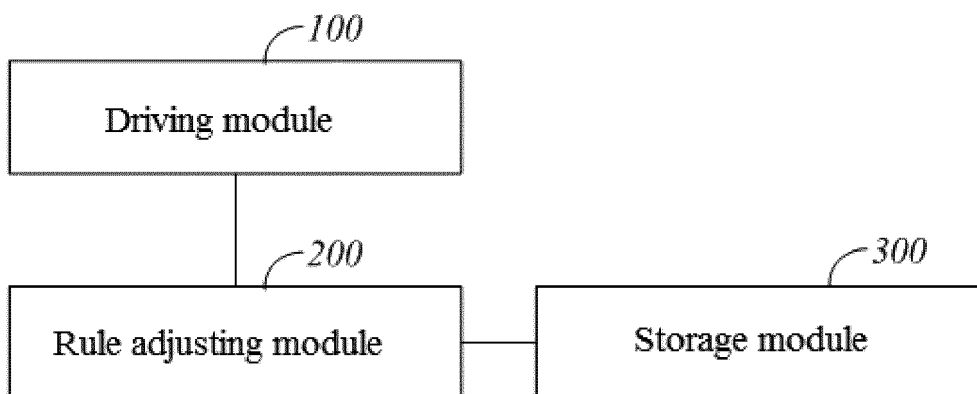 100
Driving module
200
Rule adjusting module
300
Storage module